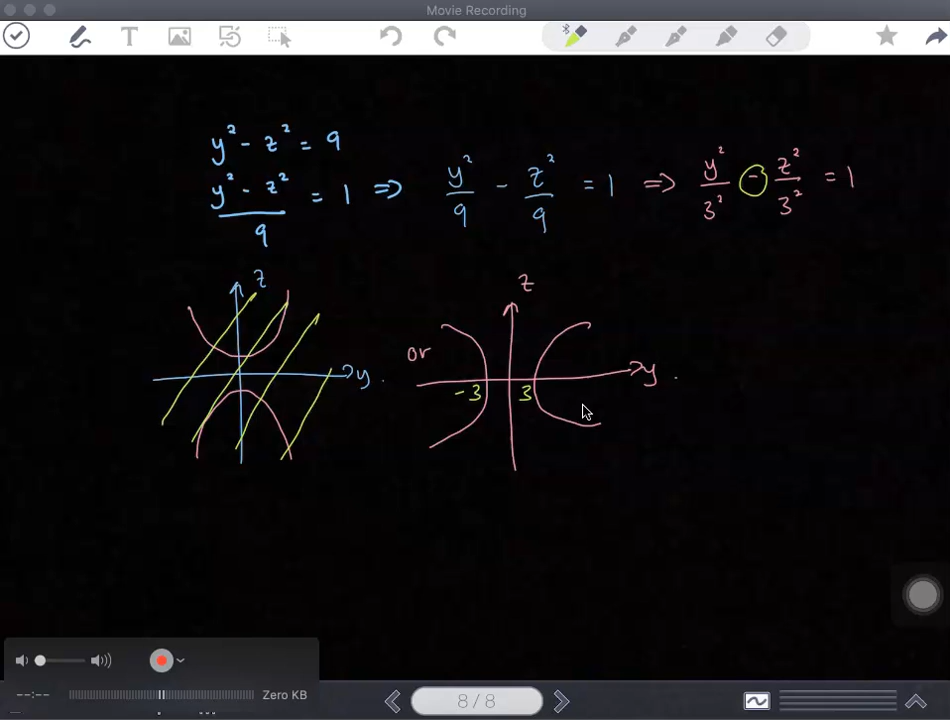 Movie Recording
T
y² - z² = 9
y² - z² / 9 = 1 ⇒ y²/9 - z²/9 = 1 ⇒ y²/3² - z²/3² = 1
z
y.
or
z
y.
-3 3
--:-- Zero KB
8/8